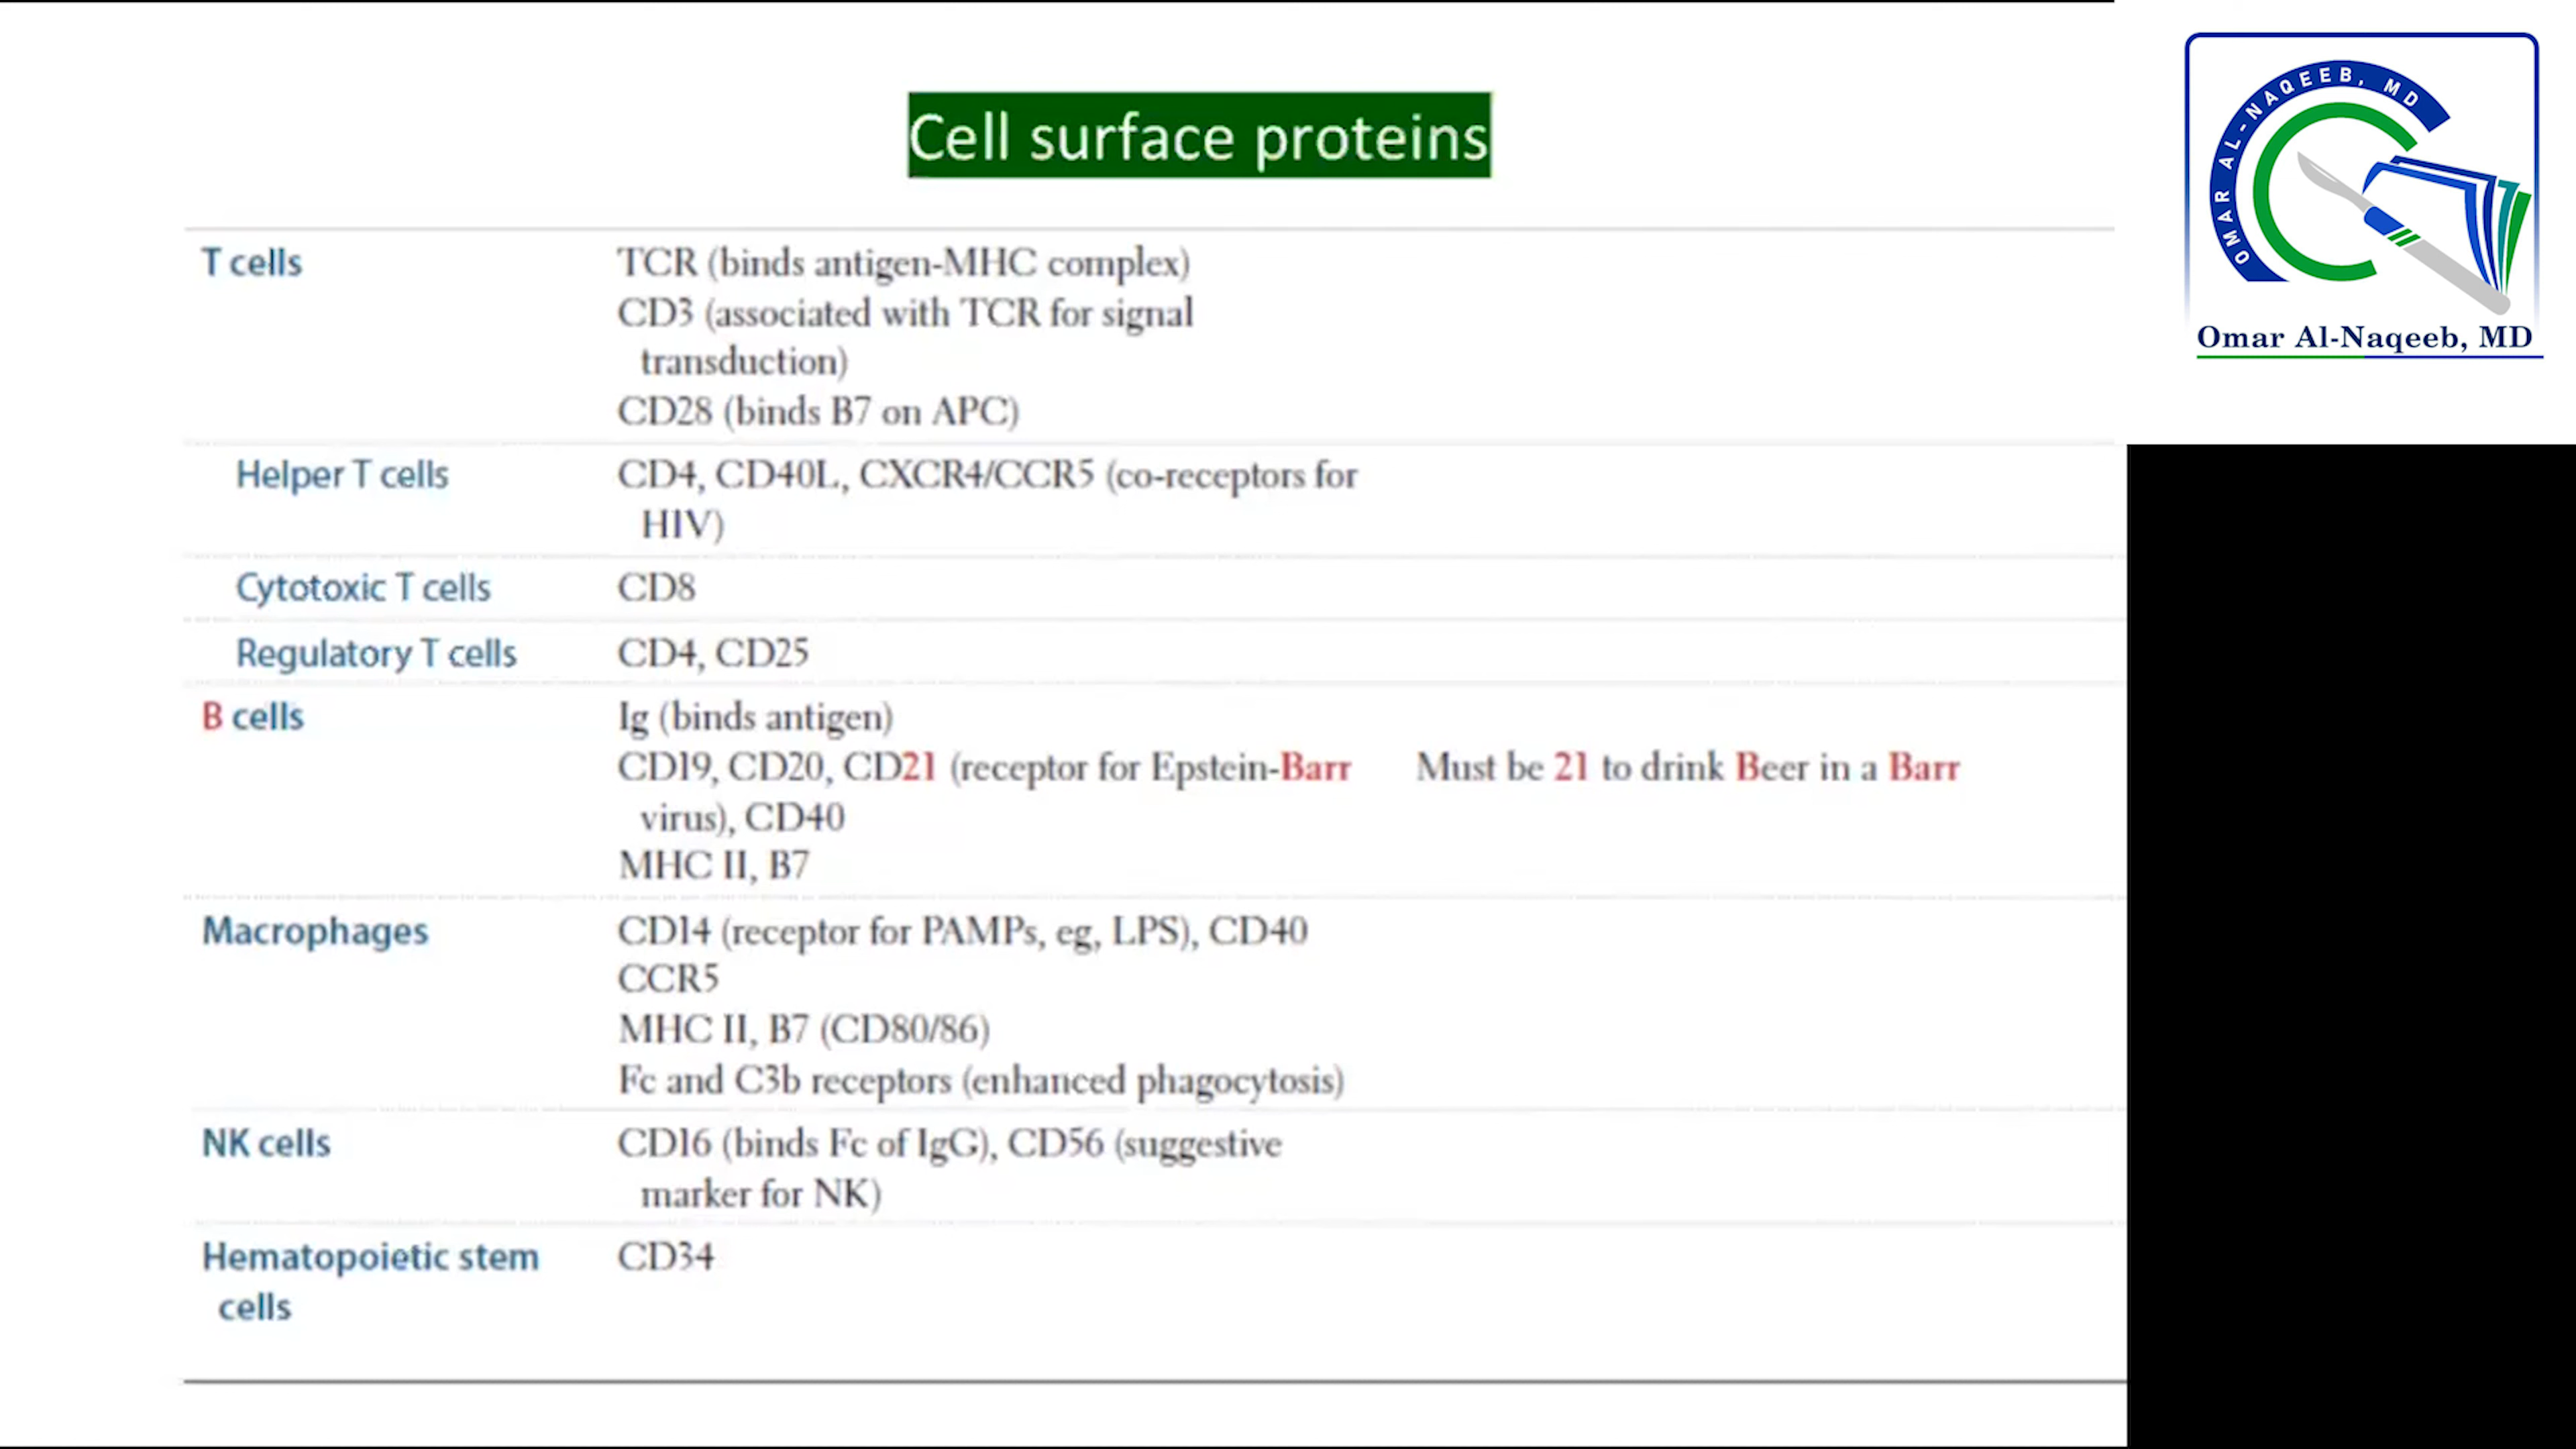 Cell surface proteins
OMAR AL-NAQEEB, MD
Omar Al-Naqeeb, MD
T cells TCR (binds antigen-MHC complex)
CD3 (associated with TCR for signal
transduction)
CD28 (binds B7 on APC)
Helper T cells CD4, CD40L, CXCR4/CCR5 (co-receptors for
HIV)
Cytotoxic T cells CD8
Regulatory T cells CD4, CD25
B cells Ig (binds antigen)
CD19, CD20, CD21 (receptor for Epstein-Barr Must be 21 to drink Beer in a Barr
virus), CD40
MHC II, B7
Macrophages CD14 (receptor for PAMPs, eg, LPS), CD40
CCR5
MHC II, B7 (CD80/86)
Fc and C3b receptors (enhanced phagocytosis)
NK cells CD16 (binds Fc of IgG), CD56 (suggestive
marker for NK)
Hematopoietic stem CD34
cells